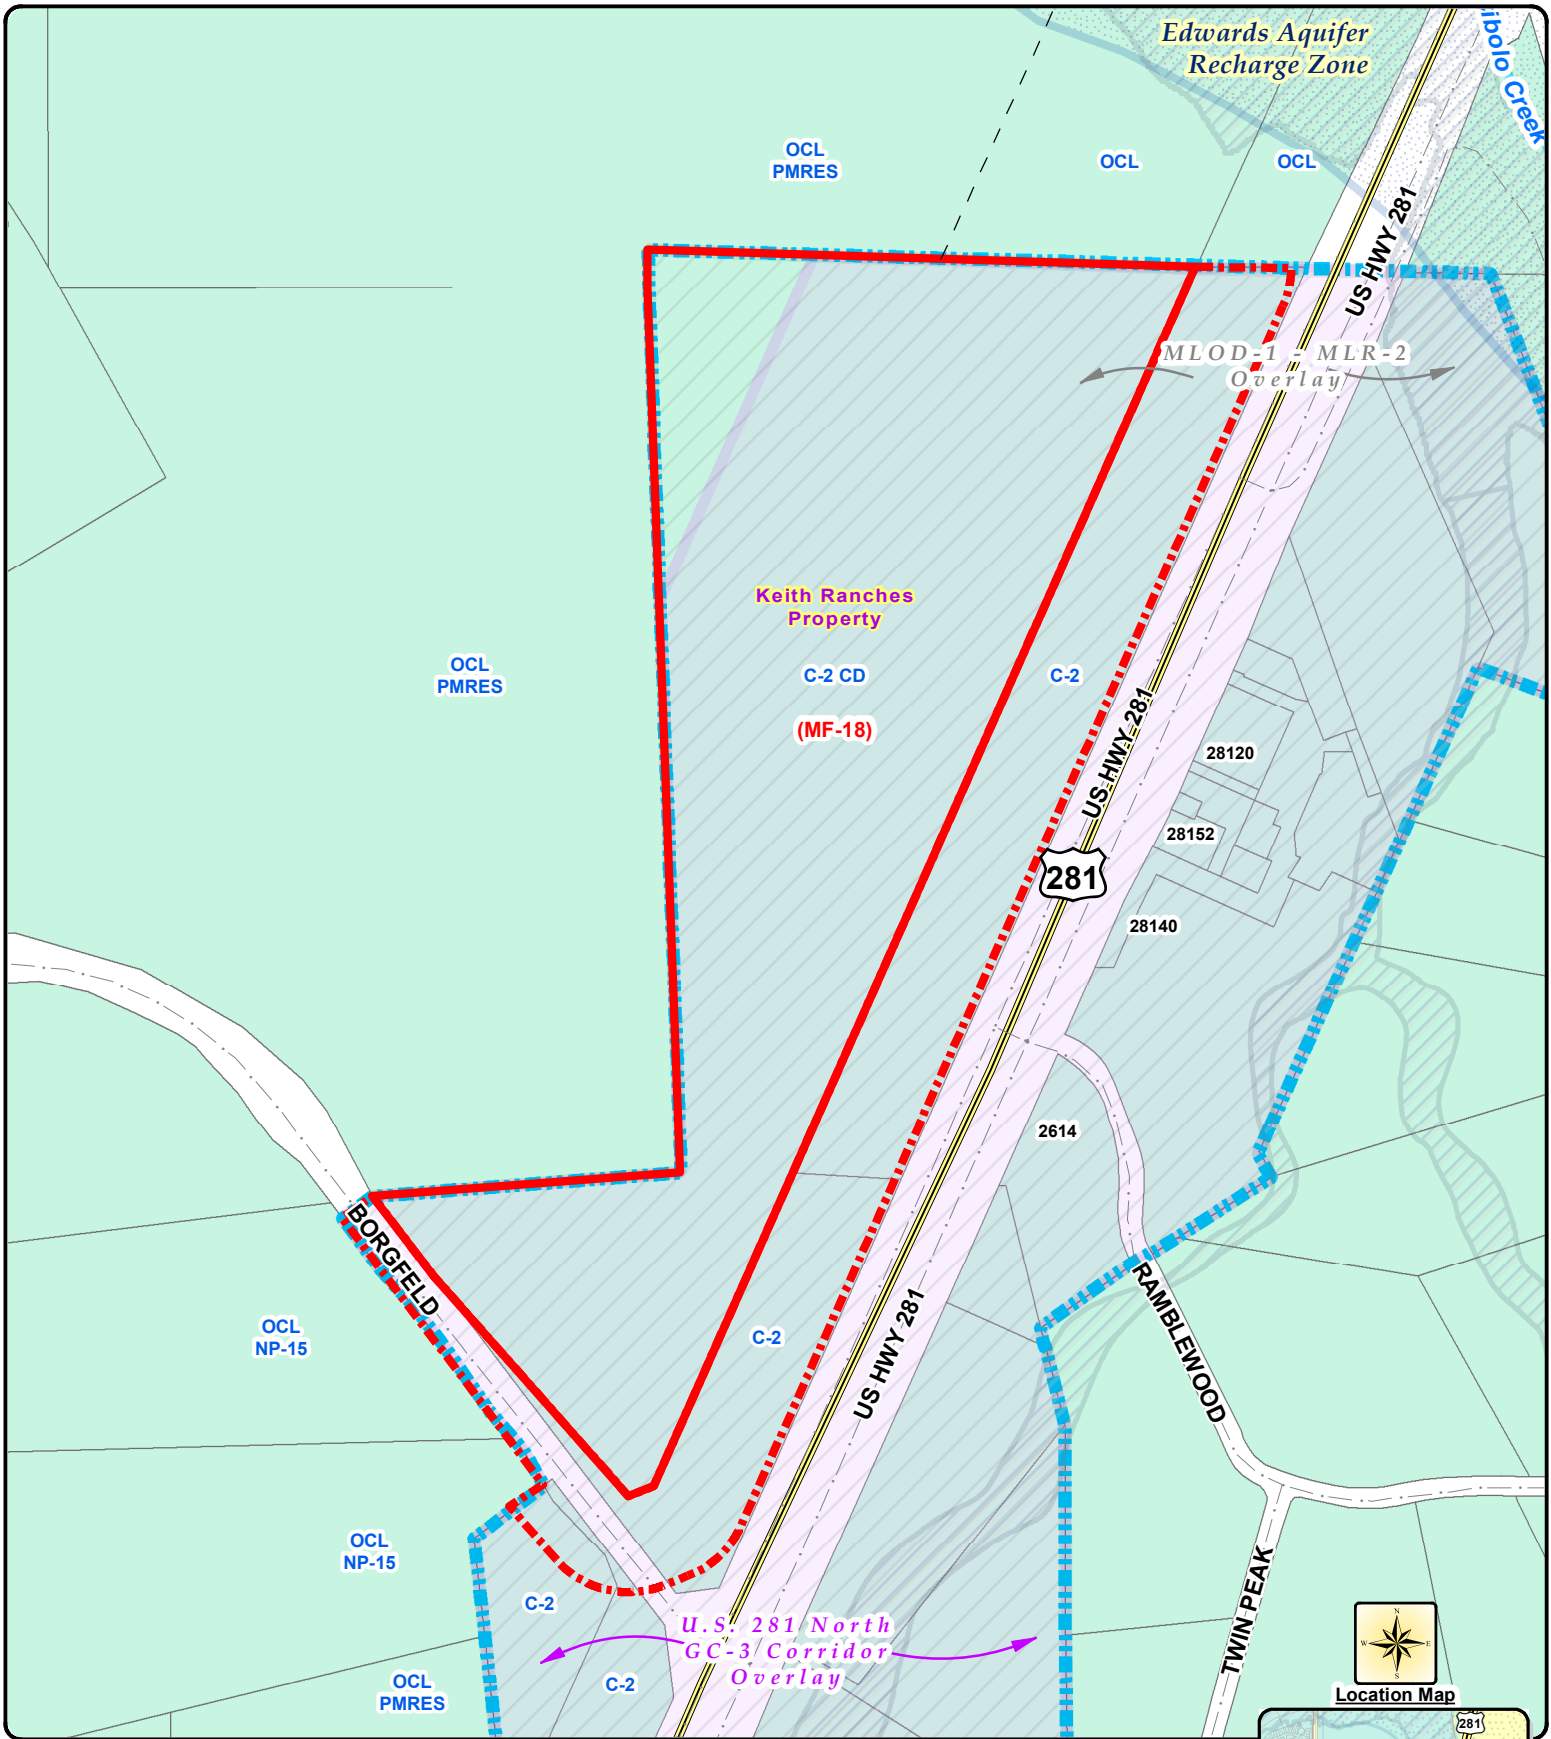 Edwards Aquifer
Recharge Zone
ibolo Creek
OCL
PMRES
OCL
OCL
US HWY 281
MLOD-1 - MLR-2
Overlay
Keith Ranches
Property
OCL
PMRES
C-2 CD
C-2
(MF-18)
US HWY 281
28120
28152
281
28140
2614
BORGFELD
RAMBLEWOOD
OCL
NP-15
C-2
US HWY 281
OCL
NP-15
C-2
TWIN PEAK
U.S. 281 North
GC-3 Corridor
Overlay
OCL
PMRES
C-2
N
W
E
S
Location Map
281